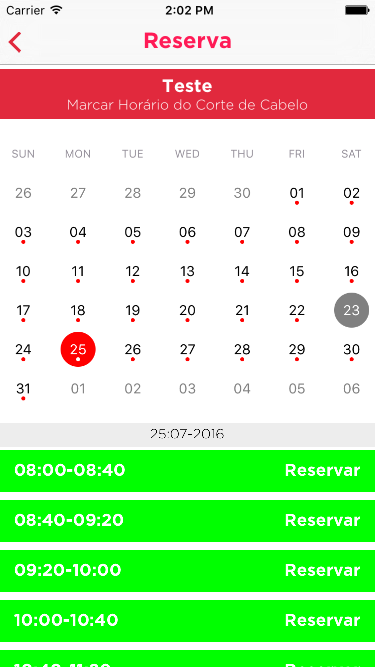 Carrier 2:02 PM
Reserva
Teste
Marcar Horário do Corte de Cabelo
SUN MON TUE WED THU FRI SAT
26 27 28 29 30 01 02
03 04 05 06 07 08 09
10 11 12 13 14 15 16
17 18 19 20 21 22 23
24 25 26 27 28 29 30
31 01 02 03 04 05 06
25-07-2016
08:00-08:40 Reservar
08:40-09:20 Reservar
09:20-10:00 Reservar
10:00-10:40 Reservar